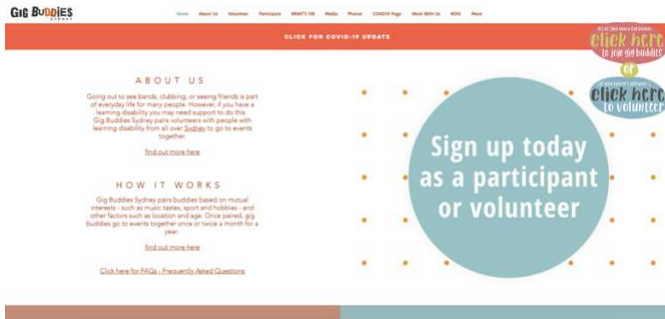 GIG BUDDIES
SYDNEY
Home About Us Volunteer Participate WHAT'S ON Media Photos COVID19 Page Work With Us NDIS More
CLICK FOR COVID-19 UPDATE
click here
to join gig buddies
or
click here
to volunteer
ABOUT US
Going out to see bands, clubbing, or seeing friends is part
of everyday life for many people. However, if you have a
learning disability you may need support to do this.
Gig Buddies Sydney pairs volunteers with people with
learning disability from all over Sydney to go to events
together.
find out more here
HOW IT WORKS
Gig Buddies Sydney pairs buddies based on mutual
interests - such as music tastes, sport and hobbies - and
other factors such as location and age. Once paired, gig
buddies go to events together once or twice a month for a
year.
find out more here
Click here for FAQs - Frequently Asked Questions
Sign up today
as a participant
or volunteer